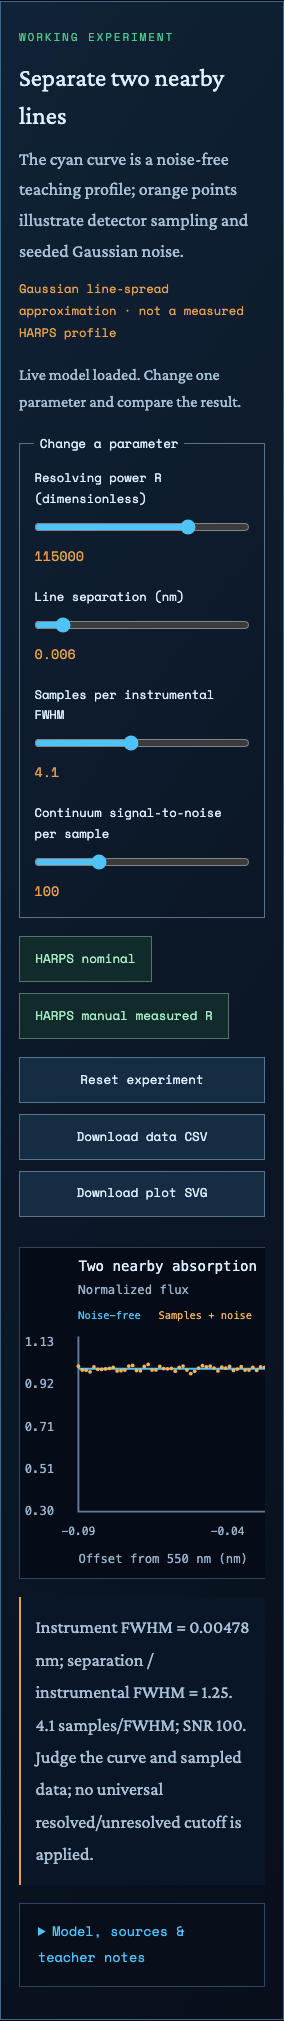 WORKING EXPERIMENT
Separate two nearby
lines
The cyan curve is a noise-free
teaching profile; orange points
illustrate detector sampling and
seeded Gaussian noise.
Gaussian line-spread
approximation · not a measured
HARPS profile
Live model loaded. Change one
parameter and compare the result.
Change a parameter
Resolving power R
(dimensionless)
115000
Line separation (nm)
0.006
Samples per instrumental
FWHM
4.1
Continuum signal-to-noise
per sample
100
HARPS nominal
HARPS manual measured R
Reset experiment
Download data CSV
Download plot SVG
Two nearby absorption
Normalized flux
Noise-free Samples + noise
1.13
0.92
0.71
0.51
0.30
-0.09 -0.04
Offset from 550 nm (nm)
Instrument FWHM = 0.00478
nm; separation /
instrumental FWHM = 1.25.
4.1 samples/FWHM; SNR 100.
Judge the curve and sampled
data; no universal
resolved/unresolved cutoff is
applied.
▶ Model, sources &
teacher notes